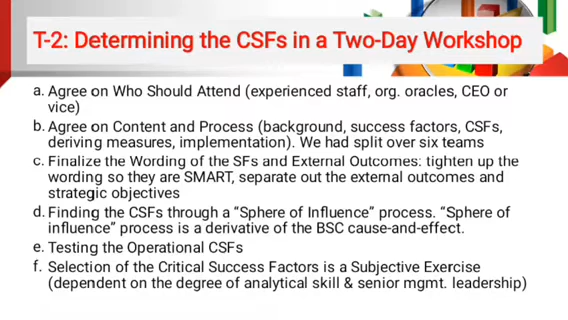 T-2: Determining the CSFs in a Two-Day Workshop
a. Agree on Who Should Attend (experienced staff, org. oracles, CEO or
vice)
b. Agree on Content and Process (background, success factors, CSFs,
deriving measures, implementation). We had split over six teams
c. Finalize the Wording of the SFs and External Outcomes: tighten up the
wording so they are SMART, separate out the external outcomes and
strategic objectives
d. Finding the CSFs through a “Sphere of Influence” process. “Sphere of
influence” process is a derivative of the BSC cause-and-effect.
e. Testing the Operational CSFs
f. Selection of the Critical Success Factors is a Subjective Exercise
(dependent on the degree of analytical skill & senior mgmt. leadership)